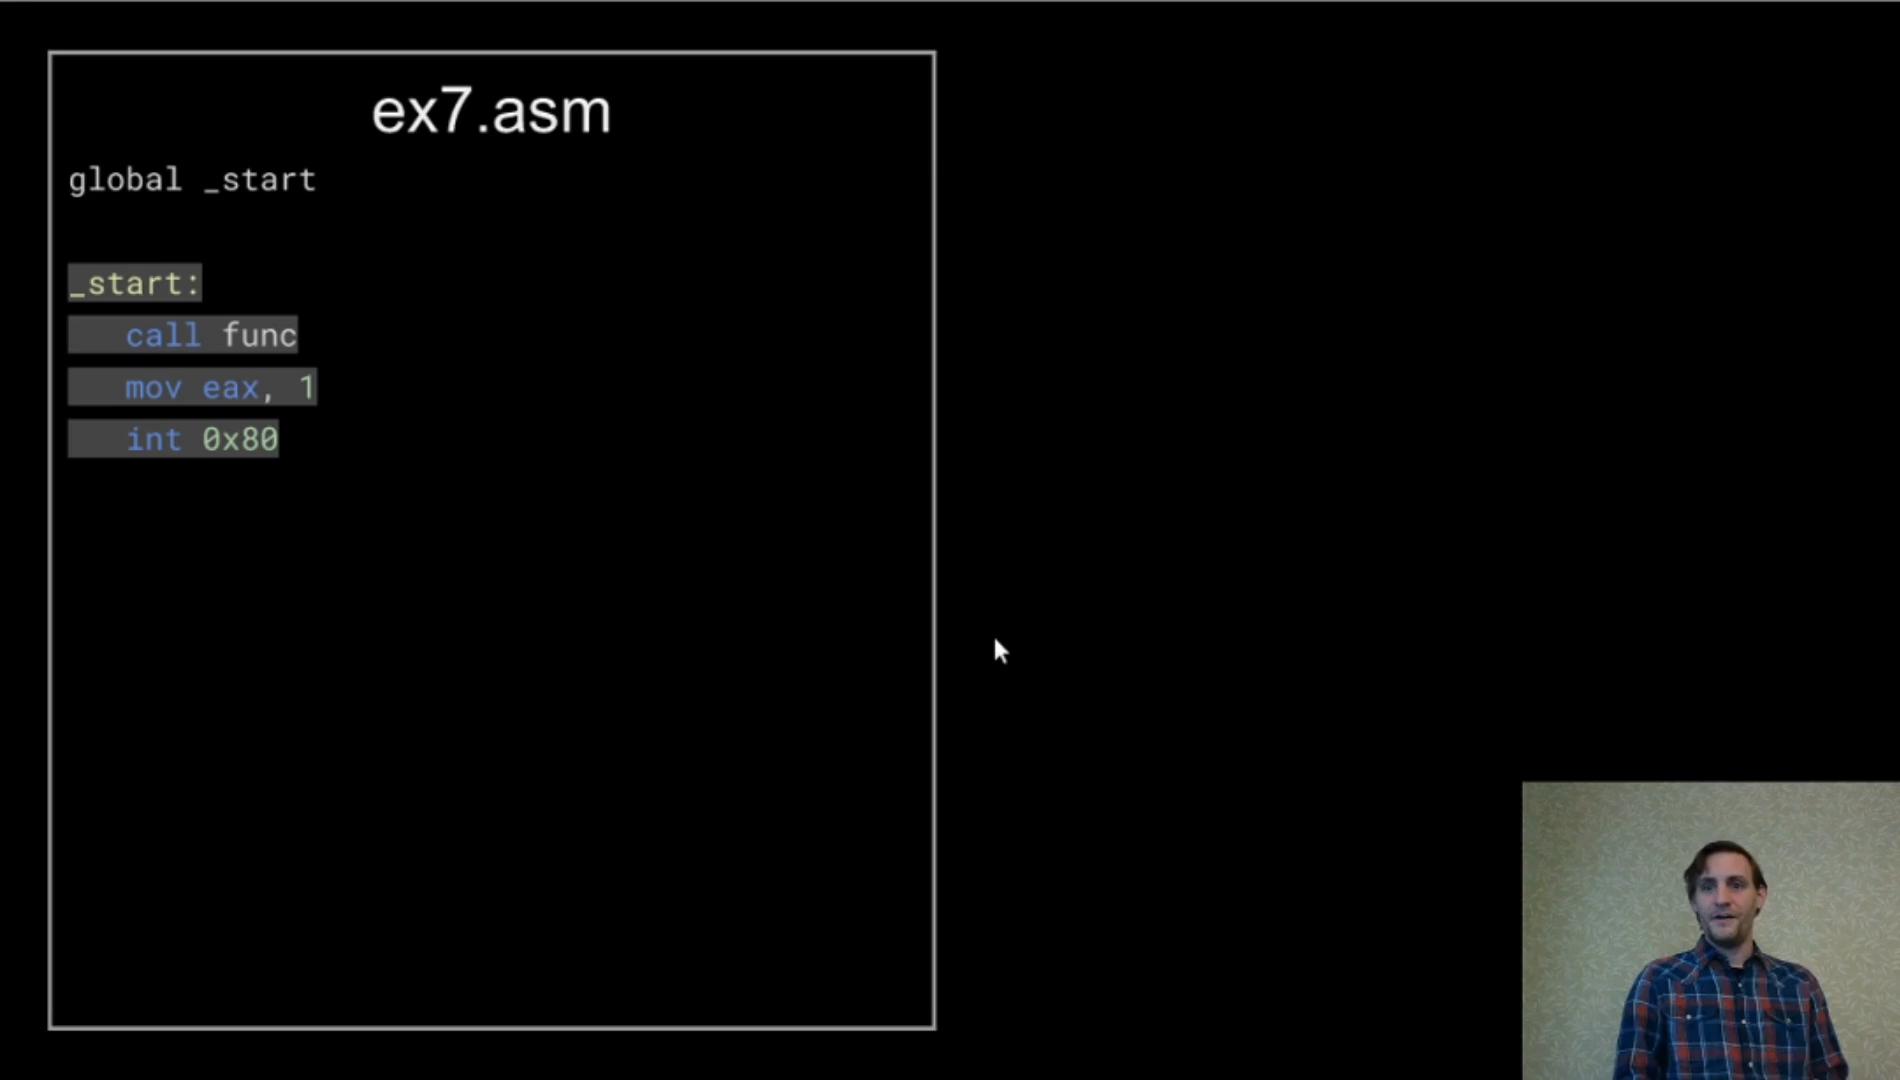 ex7.asm
global _start
_start:
call func
mov eax, 1
int 0x80